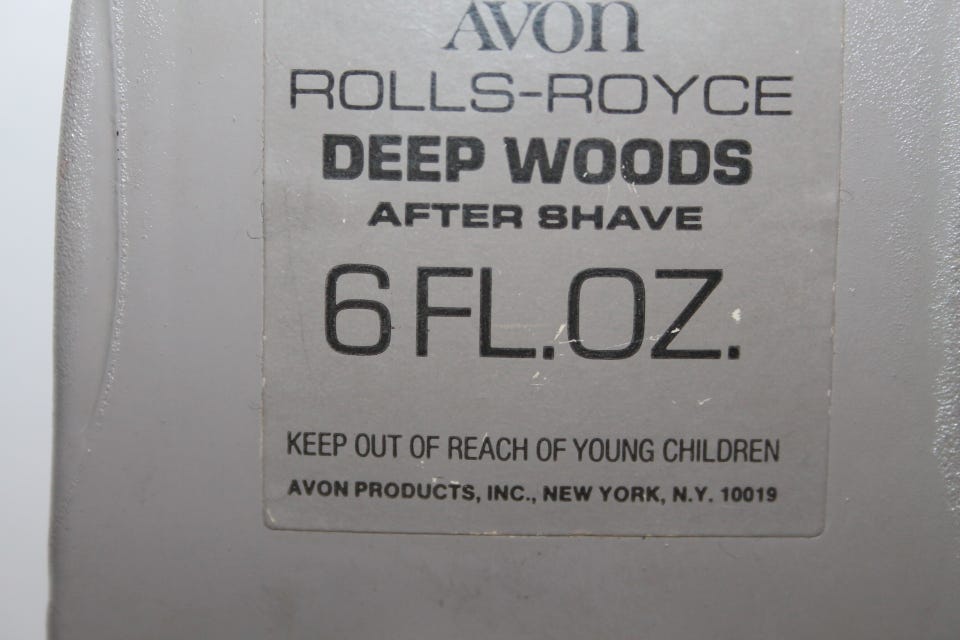 AVON
ROLLS-ROYCE
DEEP WOODS
AFTER SHAVE
6 FL.OZ.
KEEP OUT OF REACH OF YOUNG CHILDREN
AVON PRODUCTS, INC., NEW YORK, N.Y. 10019